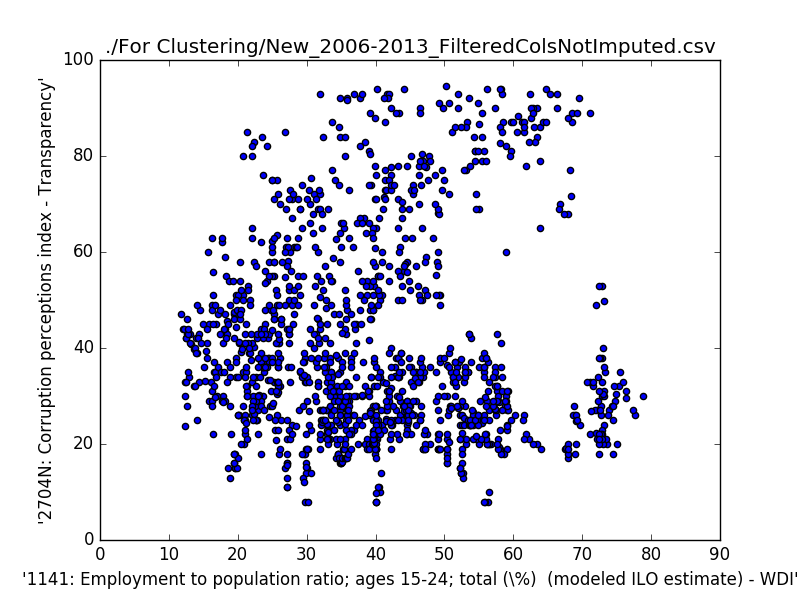 ./For Clustering/New_2006-2013_FilteredColsNotImputed.csv
100
80
60
40
20
0
'2704N: Corruption perceptions index - Transparency'
0 10 20 30 40 50 60 70 80 90
'1141: Employment to population ratio; ages 15-24; total (\%) (modeled ILO estimate) - WDI'